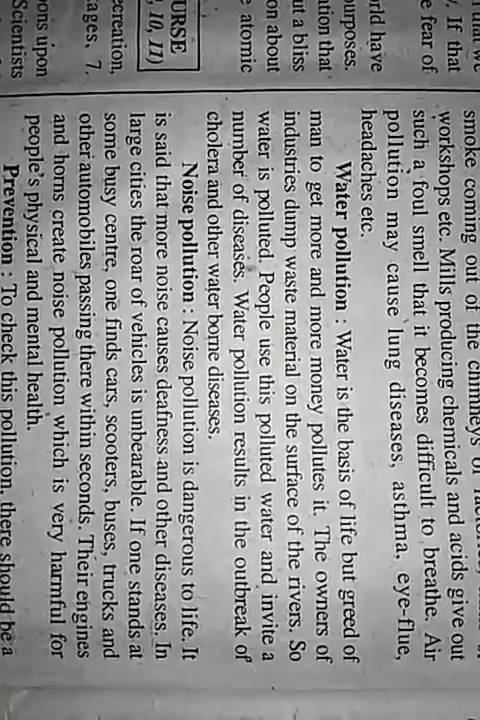 y. If that
e fear of
rld have
urposes.
ation that
ut a bliss
on about
e atomic
URSE
10, 11)
ecreation,
ages, 7.
ons upon
Scientists
smoke coming out of the chimneys
workshops etc. Mills producing chemicals and acids give out
such a foul smell that it becomes difficult to breathe. Air
pollution may cause lung diseases, asthma, eye-flue,
headaches etc.
Water pollution : Water is the basis of life but greed of
man to get more and more money pollutes it. The owners of
industries dump waste material on the surface of the rivers. So
water is polluted. People use this polluted water and invite a
number of diseases. Water pollution results in the outbreak of
cholera and other water borne diseases.
Noise pollution : Noise pollution is dangerous to life. It
is said that more noise causes deafness and other diseases. In
large cities the roar of vehicles is unbearable. If one stands at
some busy centre, one finds cars, scooters, buses, trucks and
other automobiles passing there within seconds. Their engines
and horns create noise pollution which is very harmful for
people's physical and mental health.
Prevention : To check this pollution, there should be a